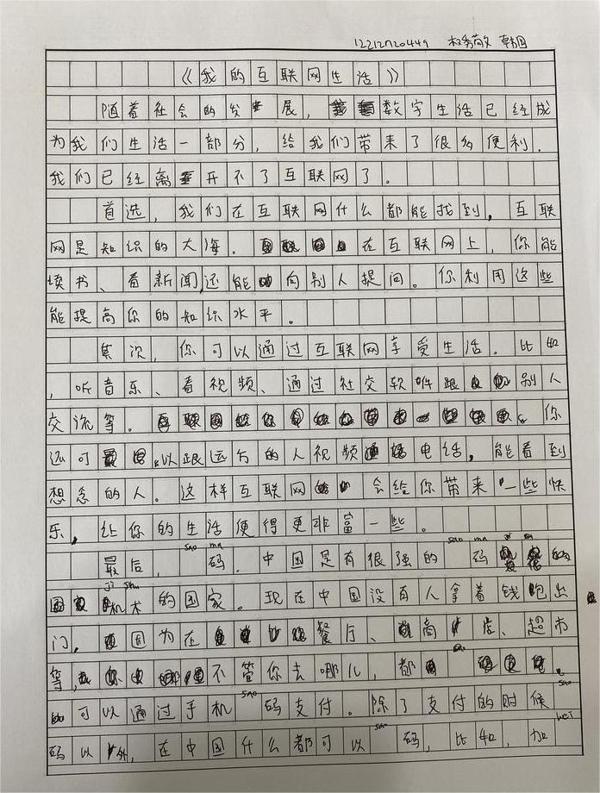 12212720449 韩国
《我的互联网生活》
随着社会的发展，数字生活已经成
为我们生活一部分，给我们带来了很多便利.
我们已经离开不了互联网了。
首选，我们在互联网什么都能找到，互联
网是知识的大海.在互联网上，你能
读书、看新闻,还能向别人提问。你利用这些
能提高你的知识水平。
其次，你可以通过互联网享受生活。比如
，听音乐、看视频、通过社交软件跟别人
交流等。你
还可以跟远方的人视频电话，能看到
想念的人。这样互联网会给你带来一些快
乐，让你的生活便得更非富一些。
最后，sao ma 码.中国是有很强的 sao ma 码
ji shu 术的国家。现在中国没有人拿着钱包出
门，因为在餐厅、商店、超市
等，不管你去哪儿，都
可以通过手机 sao 码支付。除了支付的时候 sao
码以外，在中国什么都可以 sao 码，比如，加